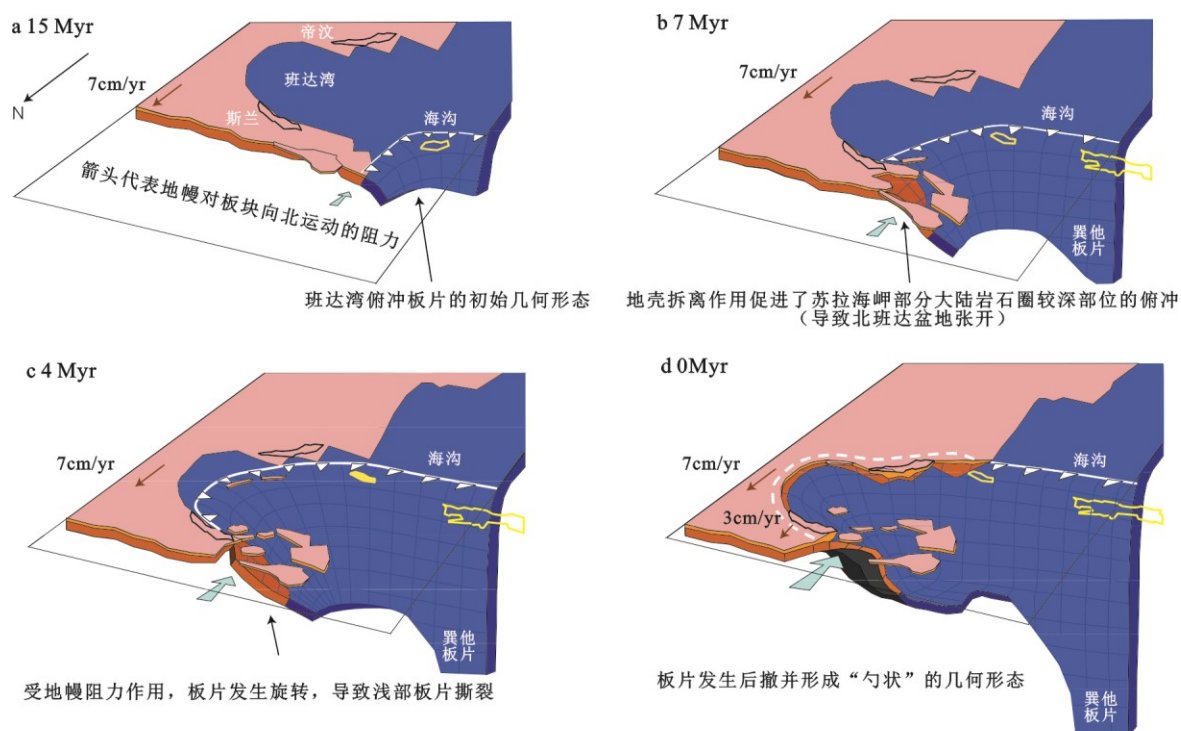 a 15 Myr
N
7cm/yr
帝汶
班达湾
斯兰
海沟
箭头代表地幔对板块向北运动的阻力
班达湾俯冲板片的初始几何形态
b 7 Myr
7cm/yr
海沟
巽他
板片
地壳拆离作用促进了苏拉海岬部分大陆岩石圈较深部位的俯冲
(导致北班达盆地张开)
c 4 Myr
7cm/yr
海沟
巽他
板片
受地幔阻力作用，板片发生旋转，导致浅部板片撕裂
d 0Myr
7cm/yr
海沟
3cm/yr
巽他
板片
板片发生后撤并形成“勺状”的几何形态